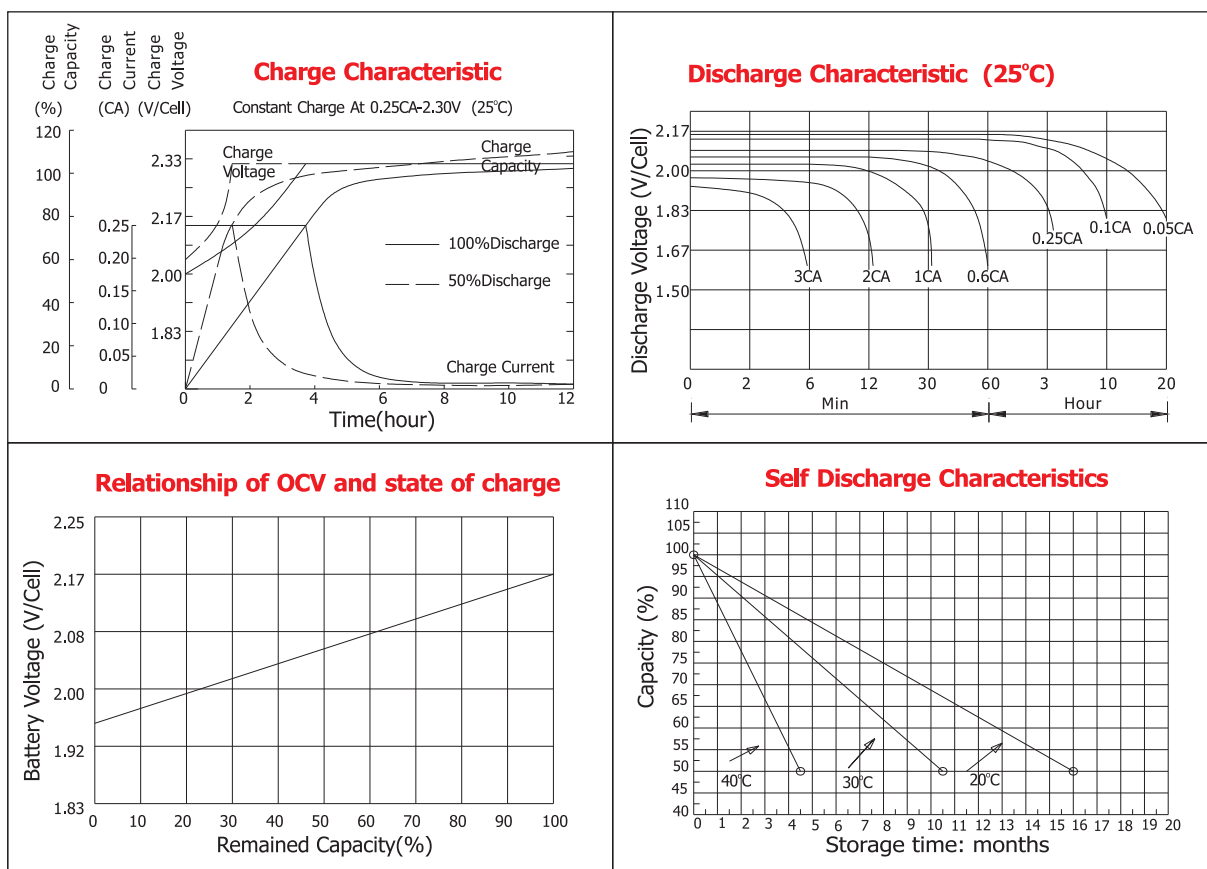 Charge Capacity
Charge Current
Charge Voltage
(%)
(CA)
(V/Cell)
Charge Characteristic
Constant Charge At 0.25CA-2.30V (25°C)
120
100
80
60
40
20
0
0.25
0.20
0.15
0.10
0.05
0
2.33
2.17
2.00
1.83
Charge Voltage
Charge Capacity
100%Discharge
50%Discharge
Charge Current
0 2 4 6 8 10 12
Time(hour)
Discharge Characteristic (25°C)
Discharge Voltage (V/Cell)
2.17
2.00
1.83
1.67
1.50
0
3CA
2CA
1CA
0.6CA
0.25CA
0.1CA
0.05CA
0 2 6 12 30 60 3 10 20
Min
Hour
Relationship of OCV and state of charge
Battery Voltage (V/Cell)
2.25
2.17
2.08
2.00
1.92
1.83
0 10 20 30 40 50 60 70 80 90 100
Remained Capacity(%)
Self Discharge Characteristics
Capacity (%)
110
105
100
95
90
85
80
75
70
65
60
55
50
45
40
40°C
30°C
20°C
0 1 2 3 4 5 6 7 8 9 10 11 12 13 14 15 16 17 18 19 20
Storage time: months